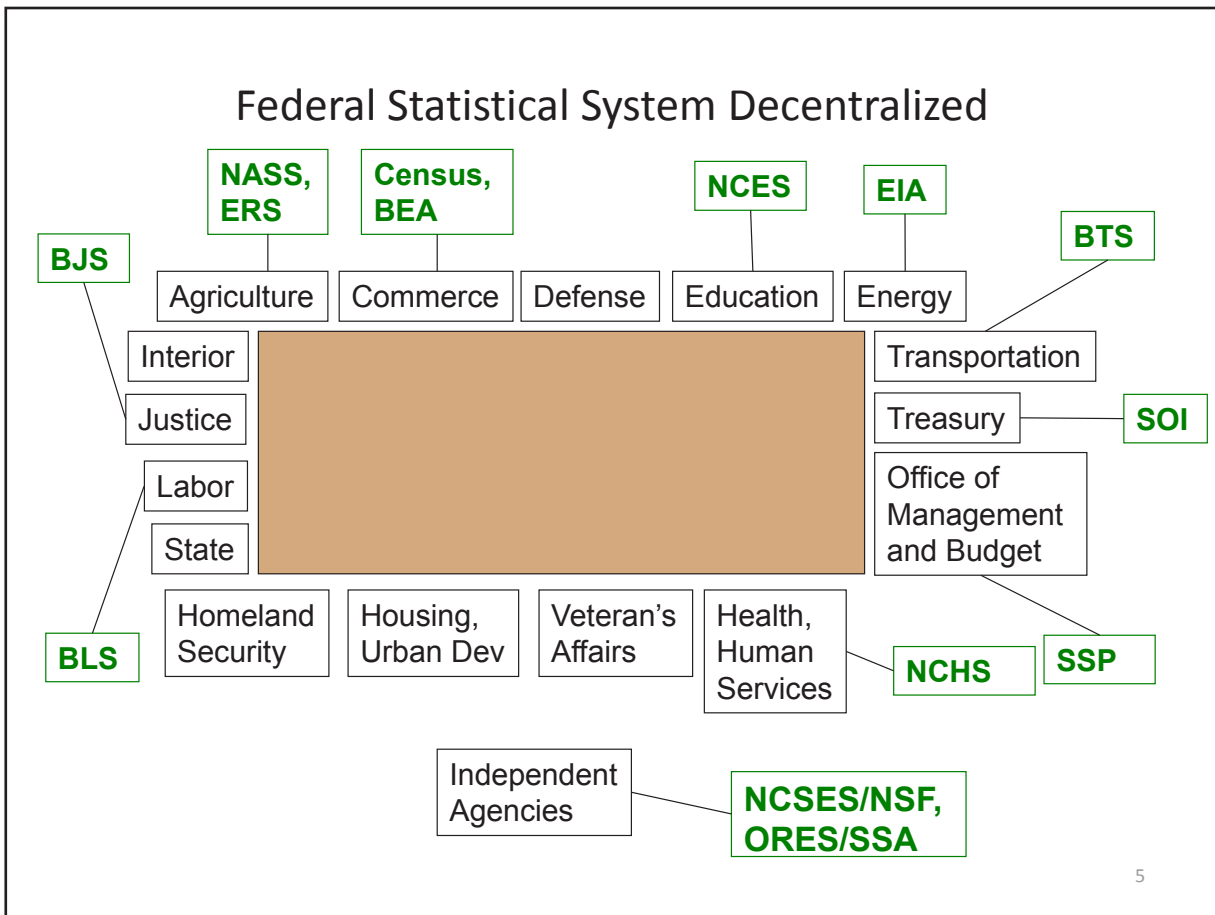 Federal Statistical System Decentralized
NASS,
ERS
Census,
BEA
NCES
EIA
BTS
BJS
Agriculture
Commerce
Defense
Education
Energy
Interior
Transportation
Justice
Treasury
SOI
Labor
Office of
Management
and Budget
State
Homeland
Security
Housing,
Urban Dev
Veteran’s
Affairs
Health,
Human
Services
BLS
NCHS
SSP
Independent
Agencies
NCSES/NSF,
ORES/SSA
5